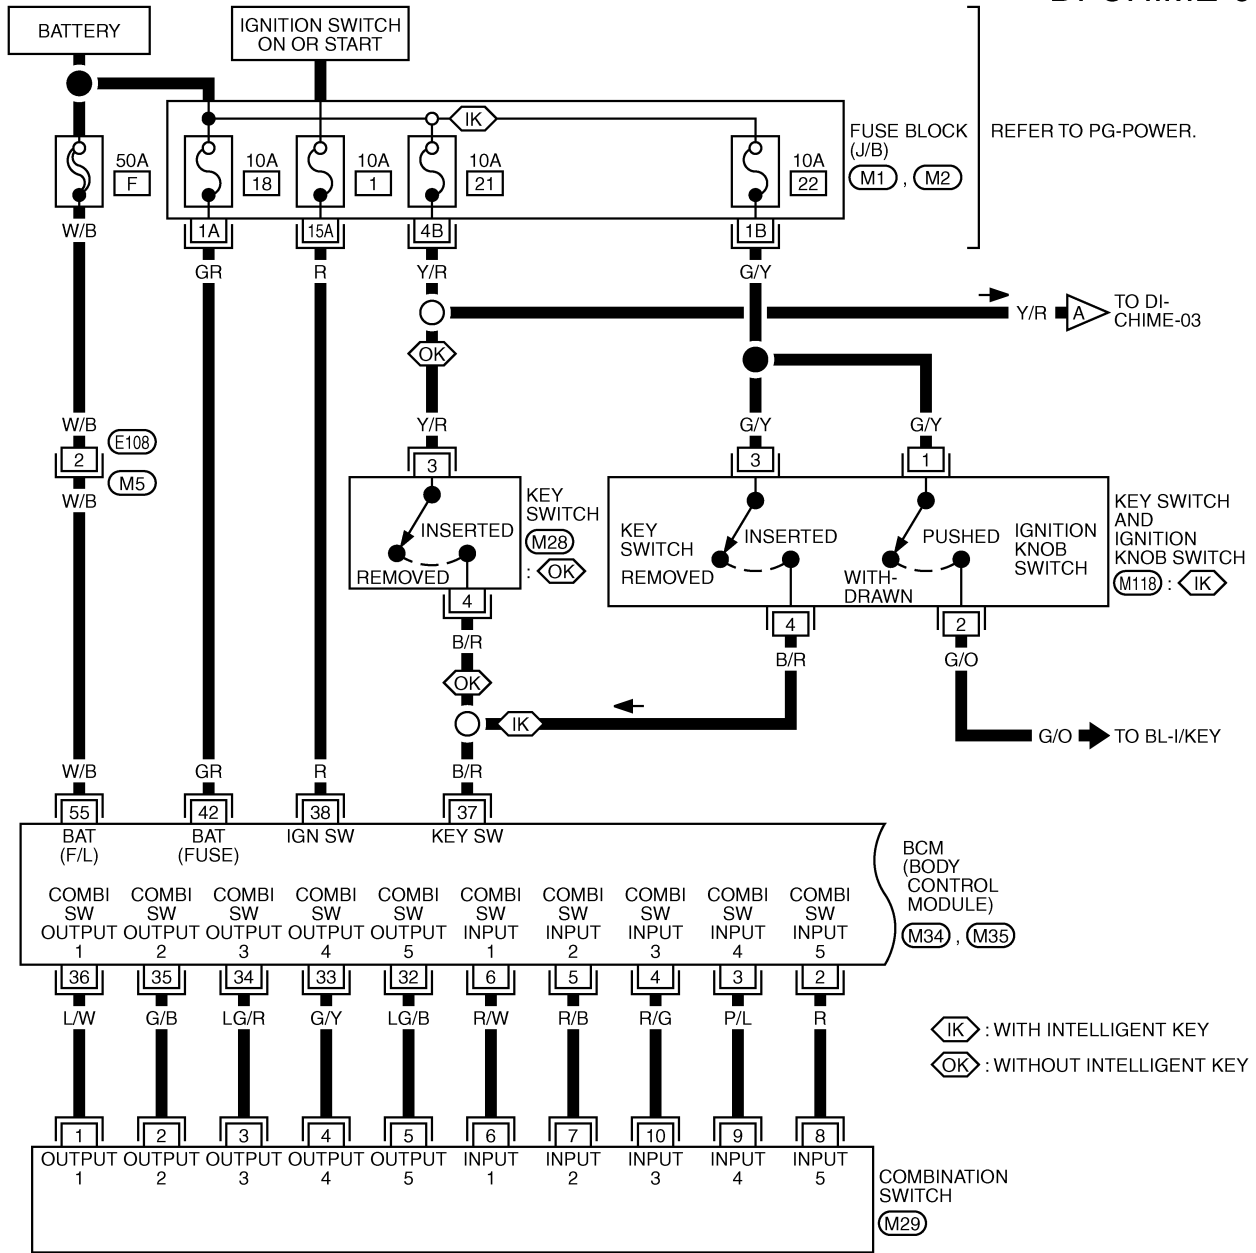 BATTERY
IGNITION SWITCH
ON OR START
IK
50A
F
10A
18
10A
1
10A
21
10A
22
FUSE BLOCK
(J/B)
M1 , M2
REFER TO PG-POWER.
W/B
1A
15A
4B
1B
GR
R
Y/R
G/Y
Y/R
A
TO DI-
CHIME-03
OK
W/B
Y/R
G/Y
G/Y
E108
2
M5
W/B
3
3
1
KEY
SWITCH
M28
: OK
INSERTED
REMOVED
KEY
SWITCH
INSERTED
REMOVED
PUSHED
WITH-
DRAWN
IGNITION
KNOB
SWITCH
KEY SWITCH
AND
IGNITION
KNOB SWITCH
M118 : IK
4
4
2
B/R
B/R
G/O
OK
IK
G/O
TO BL-I/KEY
W/B
GR
R
B/R
55
42
38
37
BAT
(F/L)
BAT
(FUSE)
IGN SW
KEY SW
BCM
(BODY
CONTROL
MODULE)
M34 , M35
COMBI
SW
OUTPUT
1
COMBI
SW
OUTPUT
2
COMBI
SW
OUTPUT
3
COMBI
SW
OUTPUT
4
COMBI
SW
OUTPUT
5
COMBI
SW
INPUT
1
COMBI
SW
INPUT
2
COMBI
SW
INPUT
3
COMBI
SW
INPUT
4
COMBI
SW
INPUT
5
36
35
34
33
32
6
5
4
3
2
L/W
G/B
LG/R
G/Y
LG/B
R/W
R/B
R/G
P/L
R
IK : WITH INTELLIGENT KEY
OK : WITHOUT INTELLIGENT KEY
1
2
3
4
5
6
7
10
9
8
OUTPUT
1
OUTPUT
2
OUTPUT
3
OUTPUT
4
OUTPUT
5
INPUT
1
INPUT
2
INPUT
3
INPUT
4
INPUT
5
COMBINATION
SWITCH
M29